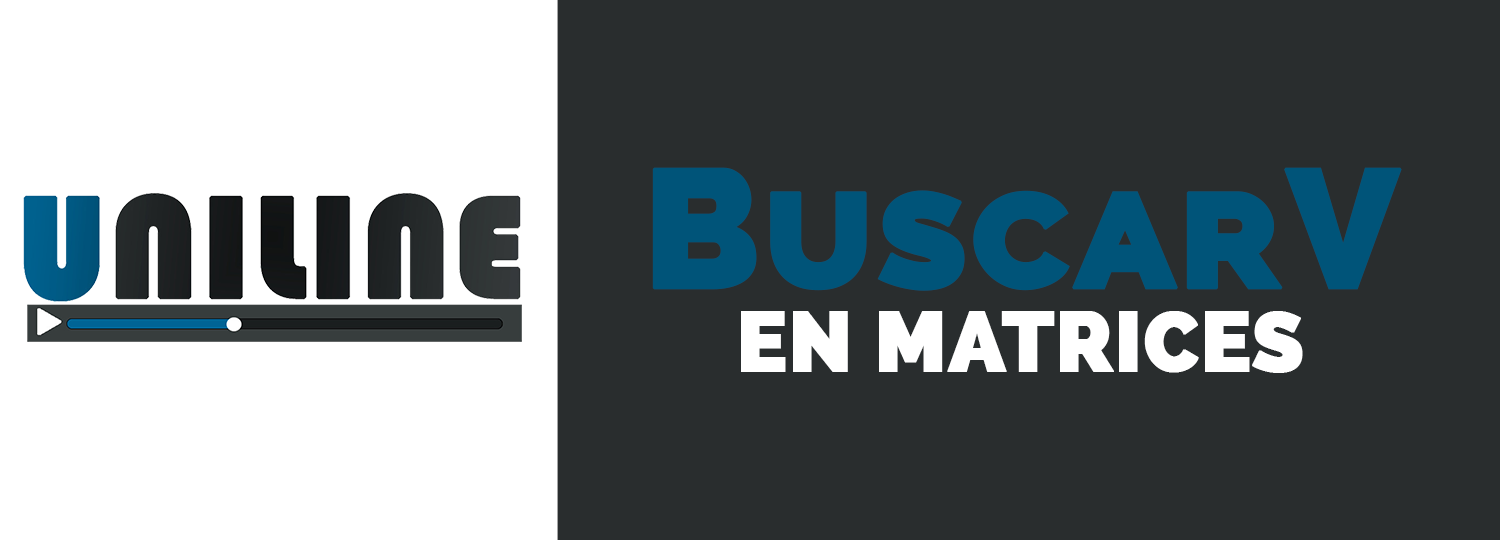 UNILINE
BUSCARV
EN MATRICES